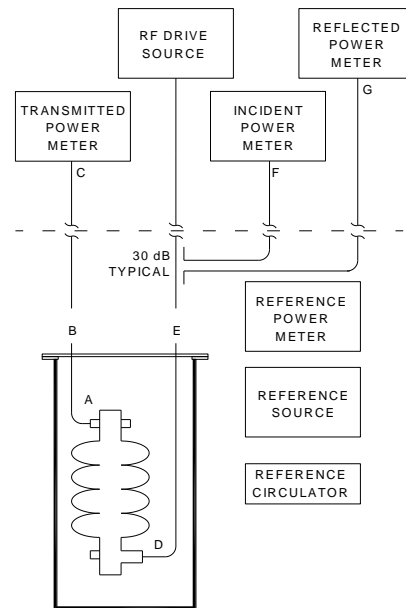 RF DRIVE
SOURCE
REFLECTED
POWER
METER
G
TRANSMITTED
POWER
METER
C
INCIDENT
POWER
METER
F
30 dB
TYPICAL
REFERENCE
POWER
METER
B
E
REFERENCE
SOURCE
A
REFERENCE
CIRCULATOR
D